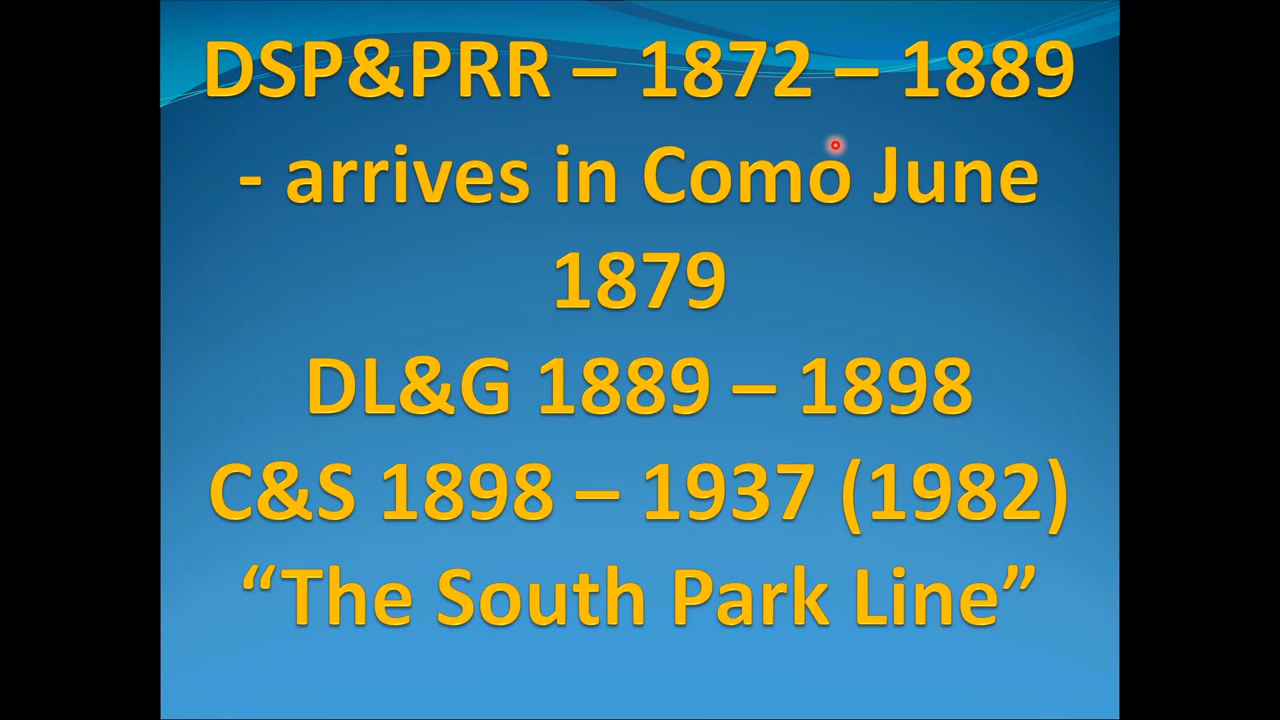 DSP&PRR – 1872 – 1889
- arrives in Como June
1879
DL&G 1889 – 1898
C&S 1898 – 1937 (1982)
“The South Park Line”